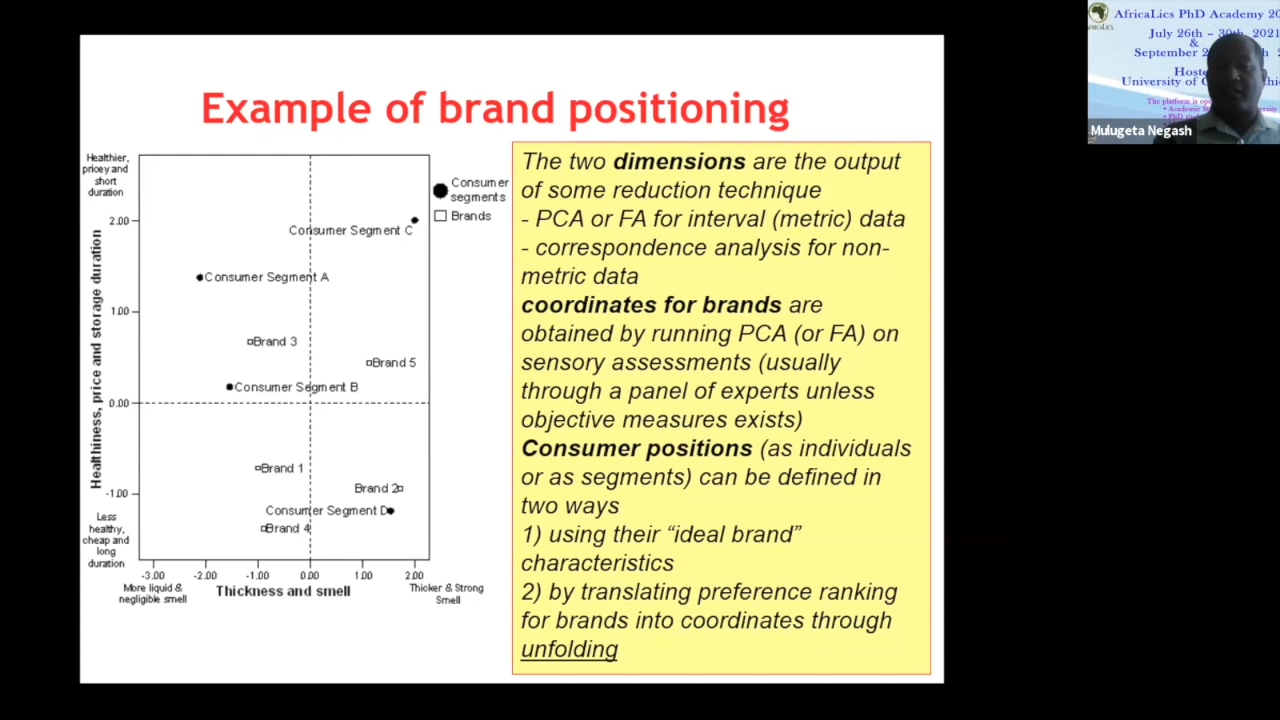 Example of brand positioning
Healthier,
pricey and
short
duration
2.00
1.00
0.00
-1.00
Less
healthy,
cheap and
long
duration
Healthiness, price and storage duration
Consumer
segments
Brands
Consumer Segment C
Consumer Segment A
Brand 3
Brand 5
Consumer Segment B
Brand 1
Brand 2
Consumer Segment D
Brand 4
-3.00 -2.00 -1.00 0.00 1.00 2.00
More liquid &
negligible smell
Thickness and smell
Thicker & Strong
Smell
The two dimensions are the output
of some reduction technique
- PCA or FA for interval (metric) data
- correspondence analysis for non-
metric data
coordinates for brands are
obtained by running PCA (or FA) on
sensory assessments (usually
through a panel of experts unless
objective measures exists)
Consumer positions (as individuals
or as segments) can be defined in
two ways
1) using their “ideal brand”
characteristics
2) by translating preference ranking
for brands into coordinates through
unfolding
AfricaLics PhD Academy
July 26th - 30th 2021
&
September
University of
The platform is
Mulugeta Negash